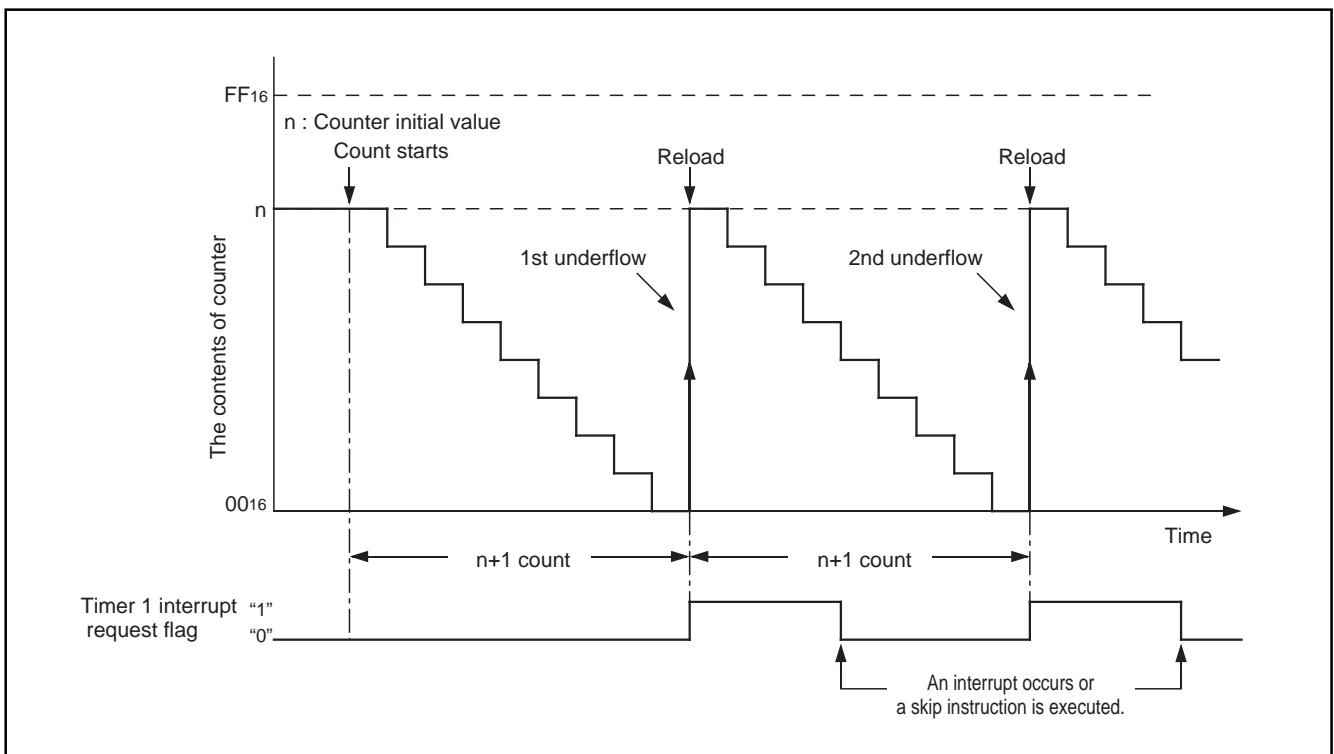 FF16
n : Counter initial value
Count starts
Reload
Reload
n
1st underflow
2nd underflow
The contents of counter
0016
Time
n+1 count
n+1 count
Timer 1 interrupt “1”
request flag “0”
An interrupt occurs or
a skip instruction is executed.